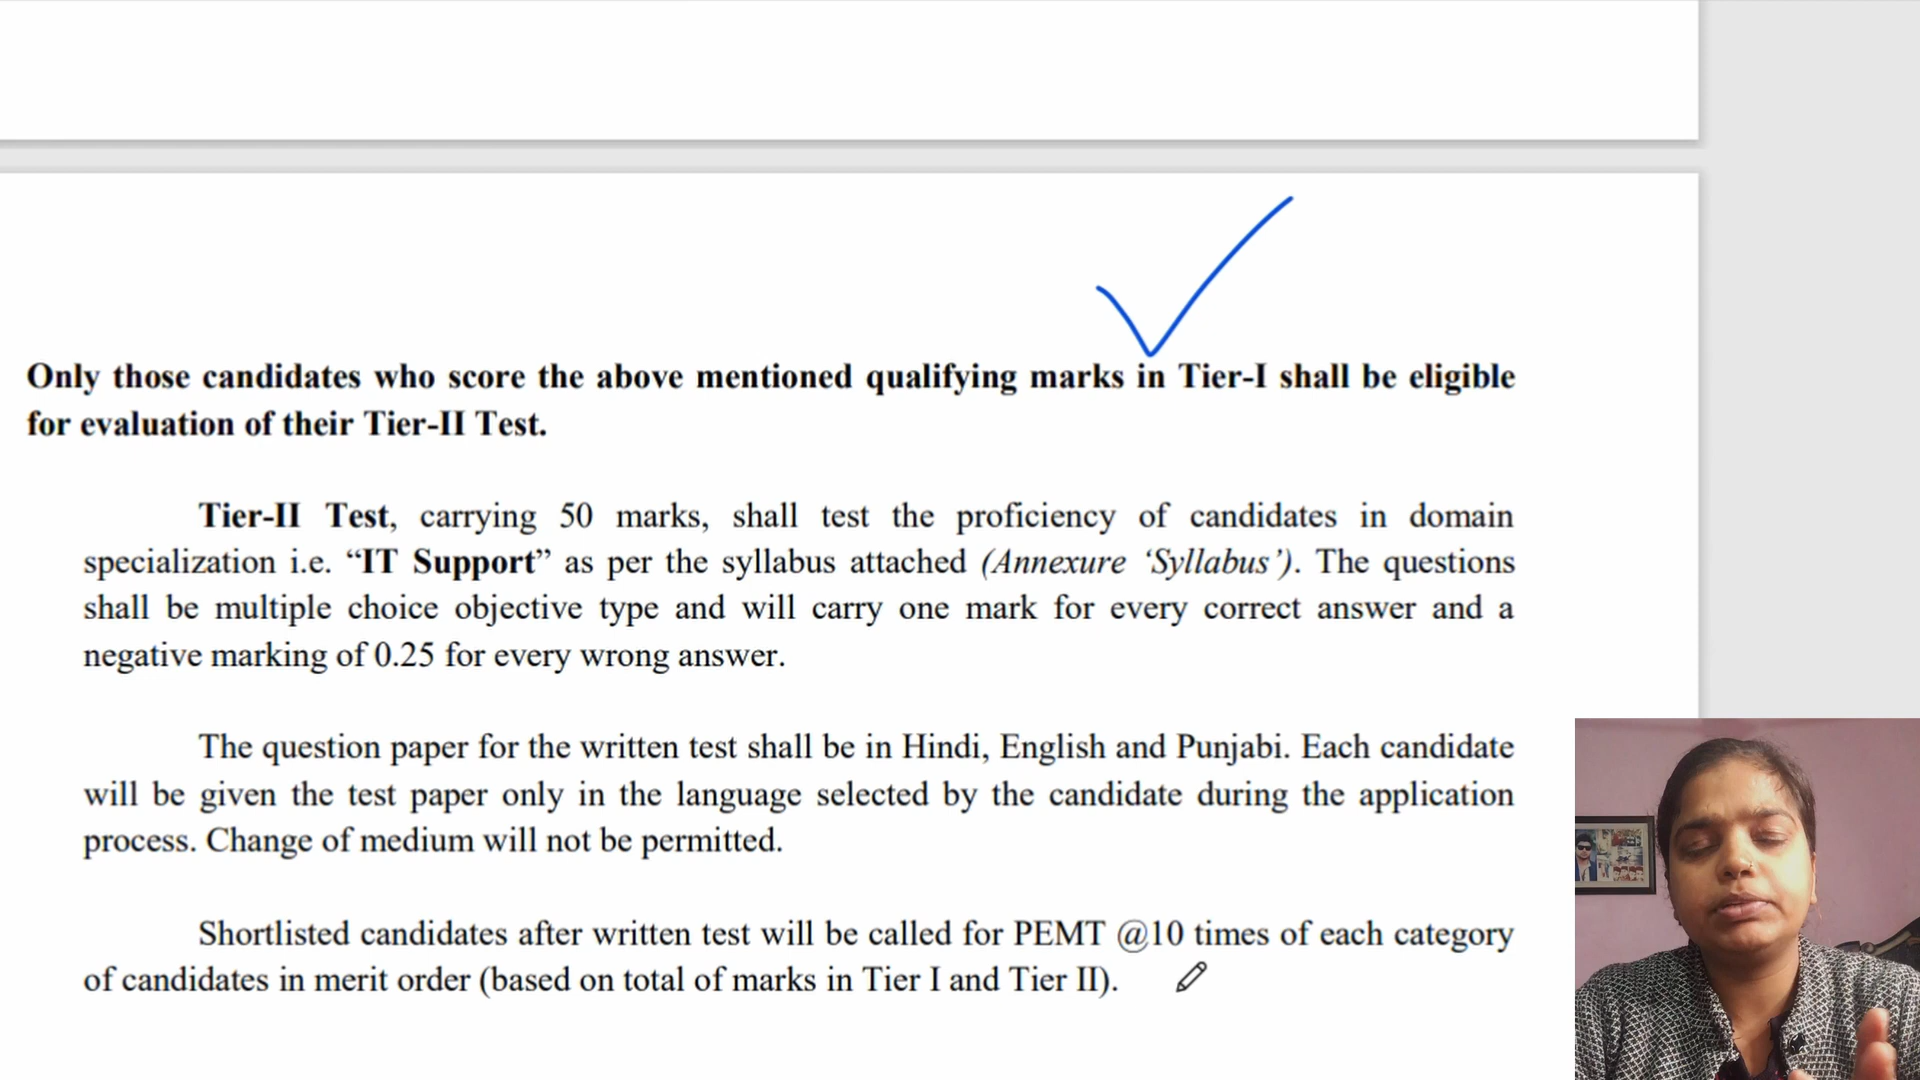 Only those candidates who score the above mentioned qualifying marks in Tier-I shall be eligible
for evaluation of their Tier-II Test.
Tier-II Test, carrying 50 marks, shall test the proficiency of candidates in domain
specialization i.e. “IT Support” as per the syllabus attached (Annexure ‘Syllabus’). The questions
shall be multiple choice objective type and will carry one mark for every correct answer and a
negative marking of 0.25 for every wrong answer.
The question paper for the written test shall be in Hindi, English and Punjabi. Each candidate
will be given the test paper only in the language selected by the candidate during the application
process. Change of medium will not be permitted.
Shortlisted candidates after written test will be called for PEMT @10 times of each category
of candidates in merit order (based on total of marks in Tier I and Tier II).